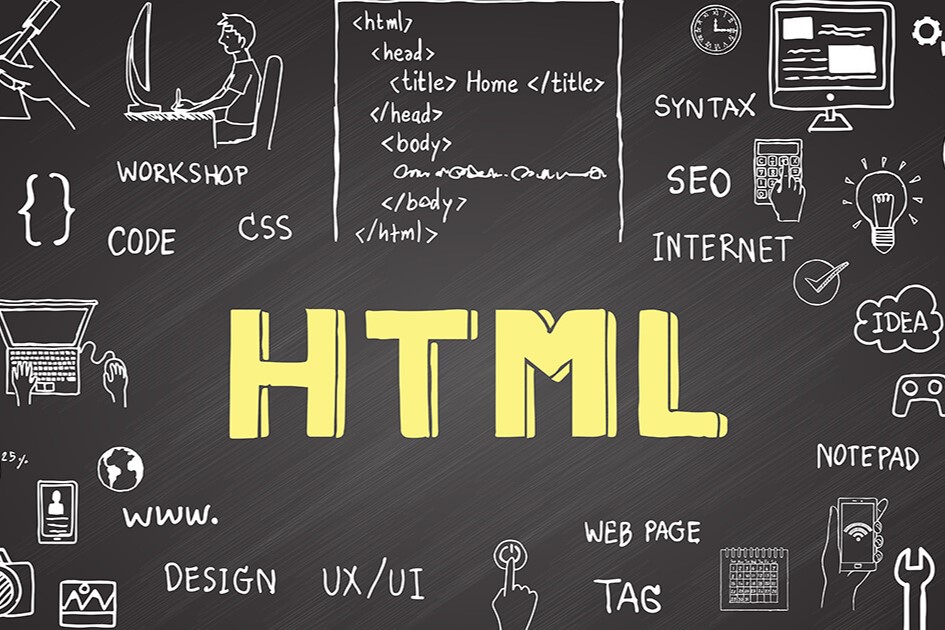 <html>
<head>
<title> Home </title>
</head>
<body>
</body>
</html>
WORKSHOP
CODE
CSS
{ }
SYNTAX
SEO
INTERNET
IDEA
HTML
25%
WWW.
DESIGN
UX/UI
NOTEPAD
WEB PAGE
TAG